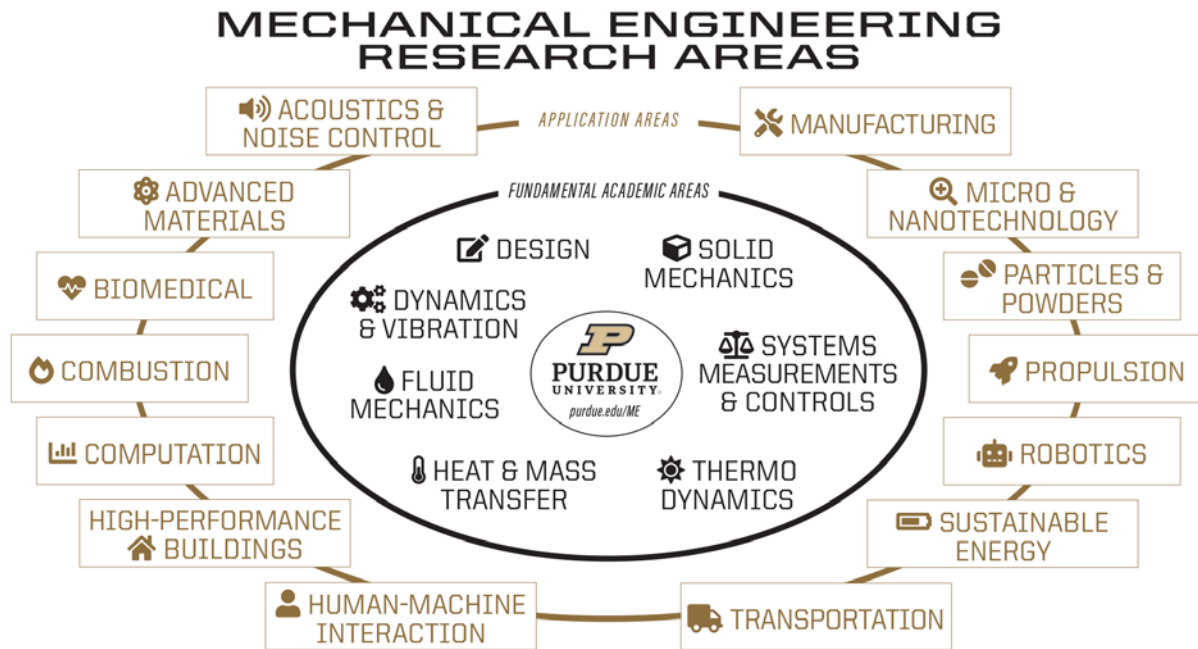 MECHANICAL ENGINEERING
RESEARCH AREAS
APPLICATION AREAS
ACOUSTICS &
NOISE CONTROL
ADVANCED
MATERIALS
BIOMEDICAL
COMBUSTION
COMPUTATION
HIGH-PERFORMANCE
BUILDINGS
HUMAN-MACHINE
INTERACTION
MANUFACTURING
MICRO &
NANOTECHNOLOGY
PARTICLES &
POWDERS
PROPULSION
ROBOTICS
SUSTAINABLE
ENERGY
TRANSPORTATION
FUNDAMENTAL ACADEMIC AREAS
DESIGN
DYNAMICS
& VIBRATION
FLUID
MECHANICS
HEAT & MASS
TRANSFER
SOLID
MECHANICS
SYSTEMS
MEASUREMENTS
& CONTROLS
THERMO
DYNAMICS
P
PURDUE
UNIVERSITY®
purdue.edu/ME